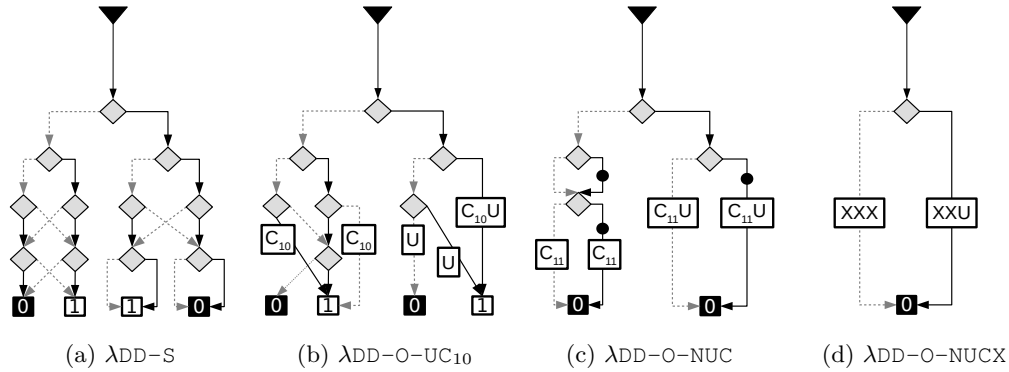 C₁₀ C₁₀ U U C₁₀U
C₁₁ C₁₁ C₁₁U C₁₁U
XXX XXU
0 1 1 0
0 1 0 1
0 0
0
(a) λDD-S
(b) λDD-O-UC₁₀
(c) λDD-O-NUC
(d) λDD-O-NUCX